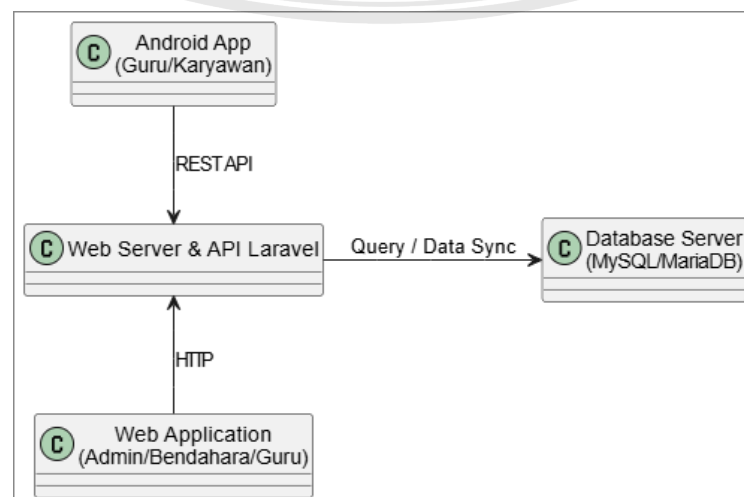 C
Android App
(Guru/Karyawan)
REST API
C
Web Server & API Laravel
Query / Data Sync
C
Database Server
(MySQL/MariaDB)
HTTP
C
Web Application
(Admin/Bendahara/Guru)